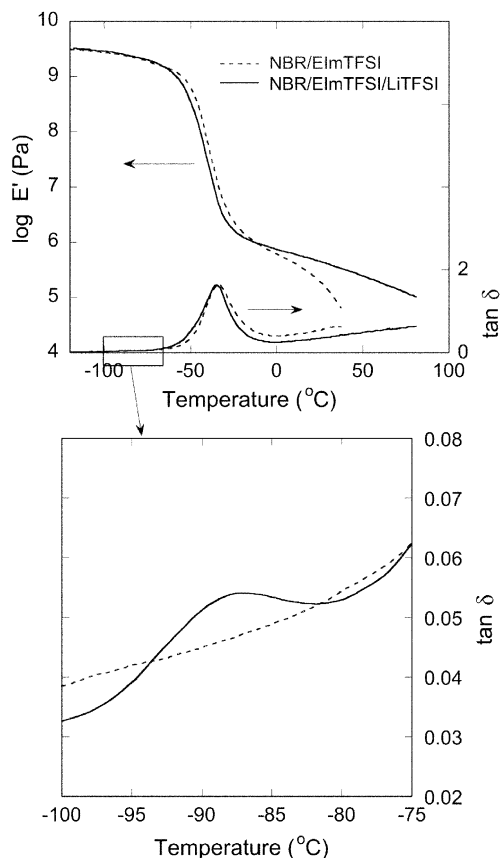 NBR/EImTFSI
NBR/EImTFSI/LiTFSI
log E' (Pa)
10
9
8
7
6
5
4
2
0
tan δ
-100 -50 0 50 100
Temperature (°C)
0.08
0.07
0.06
0.05
0.04
0.03
0.02
tan δ
-100 -95 -90 -85 -80 -75
Temperature (°C)